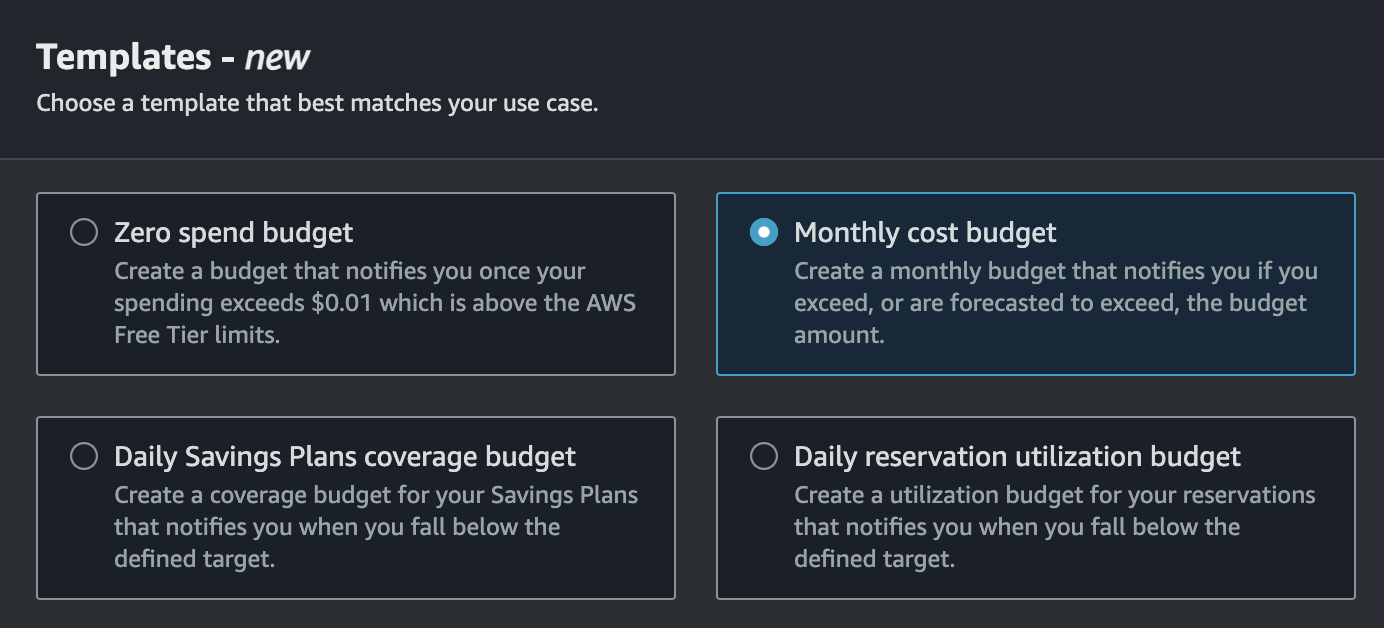 Templates - new
Choose a template that best matches your use case.
Zero spend budget
Create a budget that notifies you once your
spending exceeds $0.01 which is above the AWS
Free Tier limits.
Monthly cost budget
Create a monthly budget that notifies you if you
exceed, or are forecasted to exceed, the budget
amount.
Daily Savings Plans coverage budget
Create a coverage budget for your Savings Plans
that notifies you when you fall below the
defined target.
Daily reservation utilization budget
Create a utilization budget for your reservations
that notifies you when you fall below the
defined target.